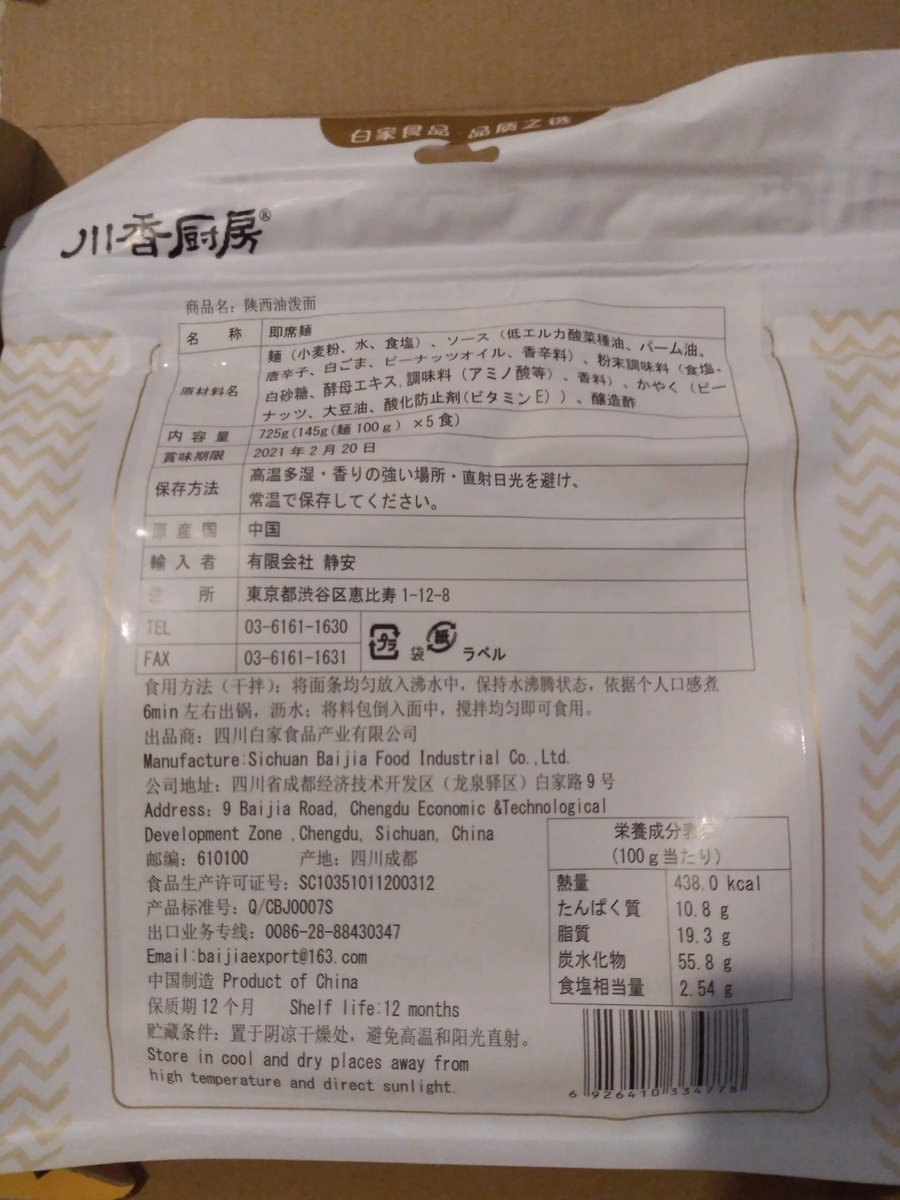 白家食品·品质之选
川香厨房®
商品名：陕西油泼面
名 称 即席麺
原材料名 麺（小麦粉、水、食塩）、ソース（低エルカ酸菜種油、パーム油、
唐辛子、白ごま、ピーナッツオイル、香辛料）、粉末調味料（食塩、
白砂糖、酵母エキス,調味料（アミノ酸等）、香料）、かやく（ピー
ナッツ、大豆油、酸化防止剤(ビタミンE)）、醸造酢
内 容 量 725g(145g(麺 100g) ×5食)
賞味期限 2021年2月20日
保存方法 高温多湿・香りの強い場所・直射日光を避け、
常温で保存してください。
原 産 国 中国
輸 入 者 有限会社 静安
住 所 東京都渋谷区恵比寿 1-12-8
TEL 03-6161-1630
FAX 03-6161-1631
プラ 袋 紙 ラベル
食用方法（干拌）：将面条均匀放入沸水中，保持水沸腾状态，依据个人口感煮
6min 左右出锅，沥水；将料包倒入面中，搅拌均匀即可食用。
出品商：四川白家食品产业有限公司
Manufacture:Sichuan Baijia Food Industrial Co.,Ltd.
公司地址：四川省成都经济技术开发区（龙泉驿区）白家路9号
Address：9 Baijia Road, Chengdu Economic &Technological
Development Zone ,Chengdu, Sichuan, China
邮编：610100 产地：四川成都
食品生产许可证号：SC10351011200312
产品标准号：Q/CBJ0007S
出口业务专线：0086-28-88430347
Email:baijiaexport@163.com
中国制造 Product of China
保质期12个月 Shelf life:12 months
贮藏条件：置于阴凉干燥处，避免高温和阳光直射。
Store in cool and dry places away from
high temperature and direct sunlight.
栄養成分表示
(100g当たり)
熱量 438.0 kcal
たんぱく質 10.8 g
脂質 19.3 g
炭水化物 55.8 g
食塩相当量 2.54 g
6 926410 334778